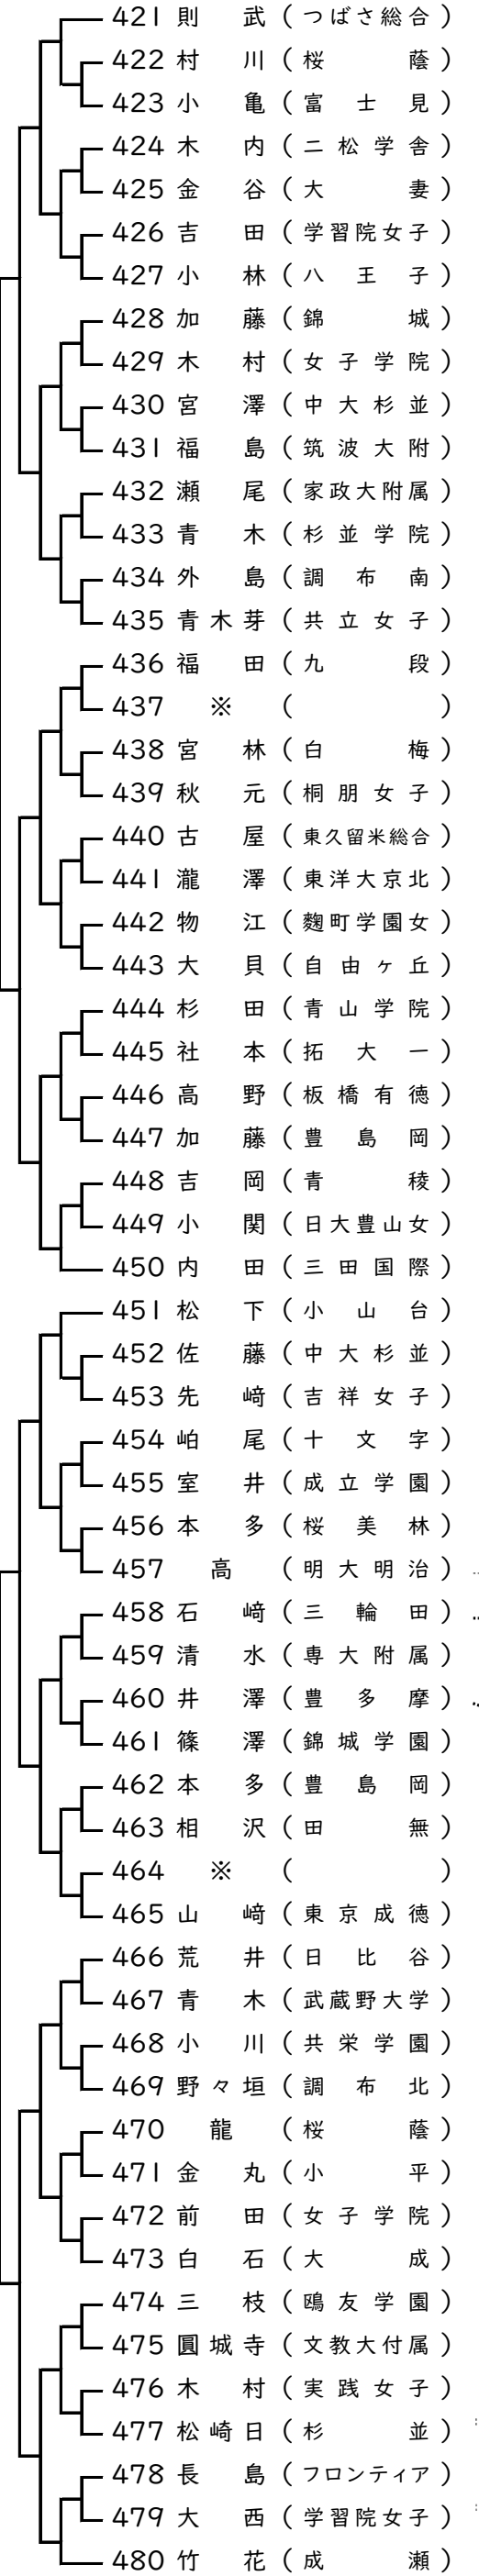 421 則武 (つばさ総合)
422 村川 (桜蔭)
423 小亀 (富士見)
424 木内 (二松学舎)
425 金谷 (大妻)
426 吉田 (学習院女子)
427 小林 (八王子)
428 加藤 (錦城)
429 木村 (女子学院)
430 宮澤 (中大杉並)
431 福島 (筑波大附)
432 瀬尾 (家政大附属)
433 青木 (杉並学院)
434 外島 (調布南)
435 青木芽 (共立女子)
436 福田 (九段)
437 ※ ( )
438 宮林 (白梅)
439 秋元 (桐朋女子)
440 古屋 (東久留米総合)
441 瀧澤 (東洋大京北)
442 物江 (麴町学園女)
443 大貝 (自由ヶ丘)
444 杉田 (青山学院)
445 社本 (拓大一)
446 高野 (板橋有徳)
447 加藤 (豊島岡)
448 吉岡 (青稜)
449 小関 (日大豊山女)
450 内田 (三田国際)
451 松下 (小山台)
452 佐藤 (中大杉並)
453 先﨑 (吉祥女子)
454 岶尾 (十文字)
455 室井 (成立学園)
456 本多 (桜美林)
457 高 (明大明治)
458 石﨑 (三輪田)
459 清水 (専大附属)
460 井澤 (豊多摩)
461 篠澤 (錦城学園)
462 本多 (豊島岡)
463 相沢 (田無)
464 ※ ( )
465 山﨑 (東京成徳)
466 荒井 (日比谷)
467 青木 (武蔵野大学)
468 小川 (共栄学園)
469 野々垣 (調布北)
470 龍 (桜蔭)
471 金丸 (小平)
472 前田 (女子学院)
473 白石 (大成)
474 三枝 (鷗友学園)
475 圓城寺 (文教大付属)
476 木村 (実践女子)
477 松崎日 (杉並)
478 長島 (フロンティア)
479 大西 (学習院女子)
480 竹花 (成瀬)